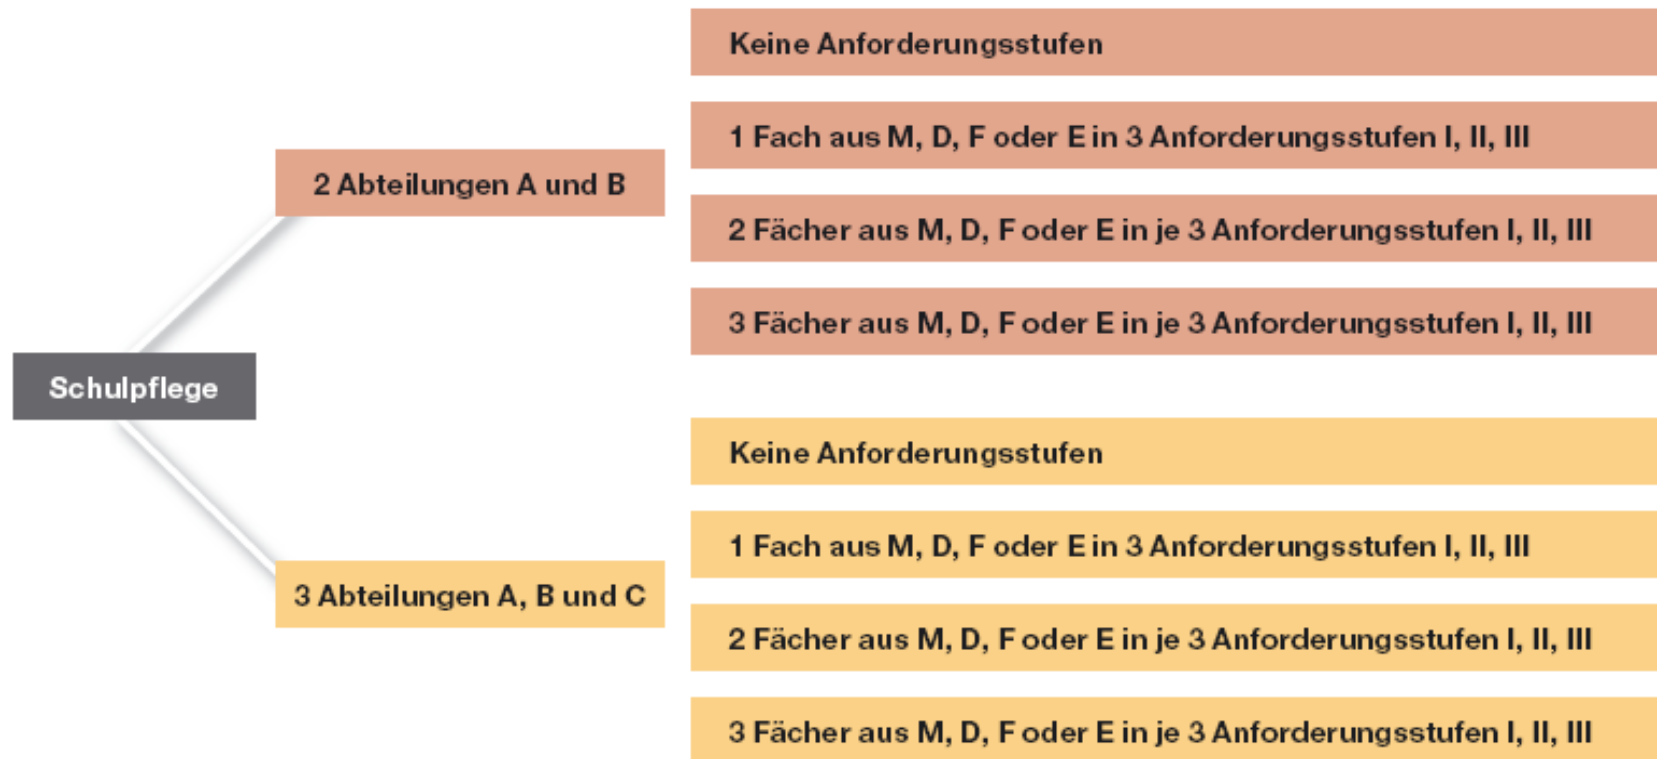 Keine Anforderungsstufen
1 Fach aus M, D, F oder E in 3 Anforderungsstufen I, II, III
2 Abteilungen A und B
2 Fächer aus M, D, F oder E in je 3 Anforderungsstufen I, II, III
3 Fächer aus M, D, F oder E in je 3 Anforderungsstufen I, II, III
Schulpflege
Keine Anforderungsstufen
1 Fach aus M, D, F oder E in 3 Anforderungsstufen I, II, III
3 Abteilungen A, B und C
2 Fächer aus M, D, F oder E in je 3 Anforderungsstufen I, II, III
3 Fächer aus M, D, F oder E in je 3 Anforderungsstufen I, II, III